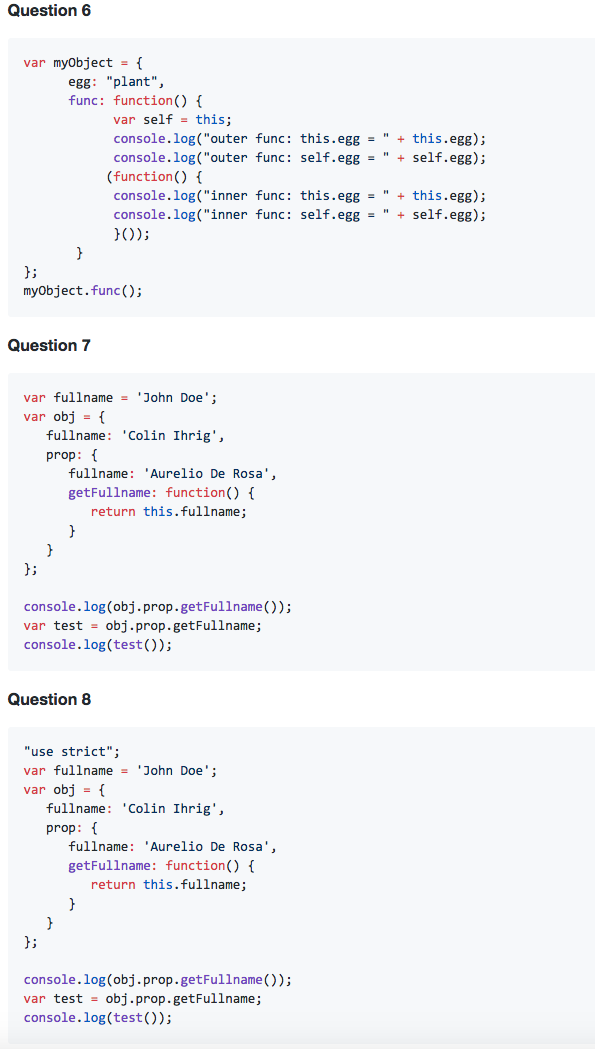 Question 6
var myObject = {
      egg: "plant",
      func: function() {
            var self = this;
            console.log("outer func: this.egg = " + this.egg);
            console.log("outer func: self.egg = " + self.egg);
           (function() {
            console.log("inner func: this.egg = " + this.egg);
            console.log("inner func: self.egg = " + self.egg);
            }());
       }
};
myObject.func();
Question 7
var fullname = 'John Doe';
var obj = {
   fullname: 'Colin Ihrig',
   prop: {
      fullname: 'Aurelio De Rosa',
      getFullname: function() {
         return this.fullname;
      }
   }
};
console.log(obj.prop.getFullname());
var test = obj.prop.getFullname;
console.log(test());
Question 8
"use strict";
var fullname = 'John Doe';
var obj = {
   fullname: 'Colin Ihrig',
   prop: {
      fullname: 'Aurelio De Rosa',
      getFullname: function() {
         return this.fullname;
      }
   }
};
console.log(obj.prop.getFullname());
var test = obj.prop.getFullname;
console.log(test());